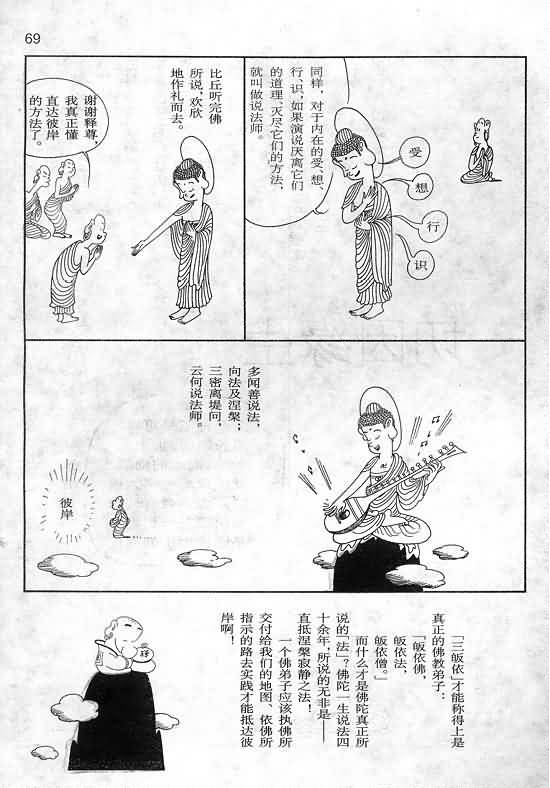 69
同样，对于内在的受、想、
行、识，如果演说厌离它们
的道理、灭尽它们的方法，
就叫做说法师。
受
想
行
识
比丘听完佛
所说，欢欣
地作礼而去。
谢谢释尊，
我真正懂
直达彼岸
的方法了。
多闻善说法，
向法及涅槃；
三密离堤问，
云何说法师。
彼岸
「三皈依」才能称得上是
真正的佛教弟子：
「皈依佛，
皈依法，
皈依僧。」
而什么才是佛陀真正所
说的「法」？佛陀一生说法四
十余年，所说的无非是——
直抵涅槃寂静之法！
一个佛弟子应该执佛所
交付给我们的地图、依佛所
指示的路去实践才能抵达彼
岸啊！